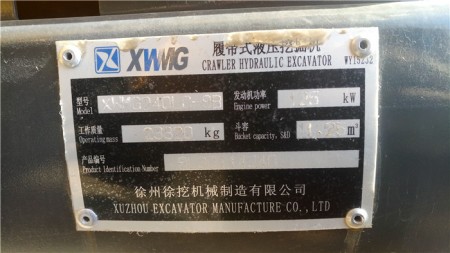 XWMG 履带式液压挖掘机
CRAWLER HYDRAULIC EXCAVATOR WY15232
型号 发动机功率
Model Engine power kW
工作质量 斗容
Operating mass 23300 kg Bucket capacity, SAE m³
产品编号
Product Identification Number
徐州徐挖机械制造有限公司
XUZHOU EXCAVATOR MANUFACTURE CO.,LTD